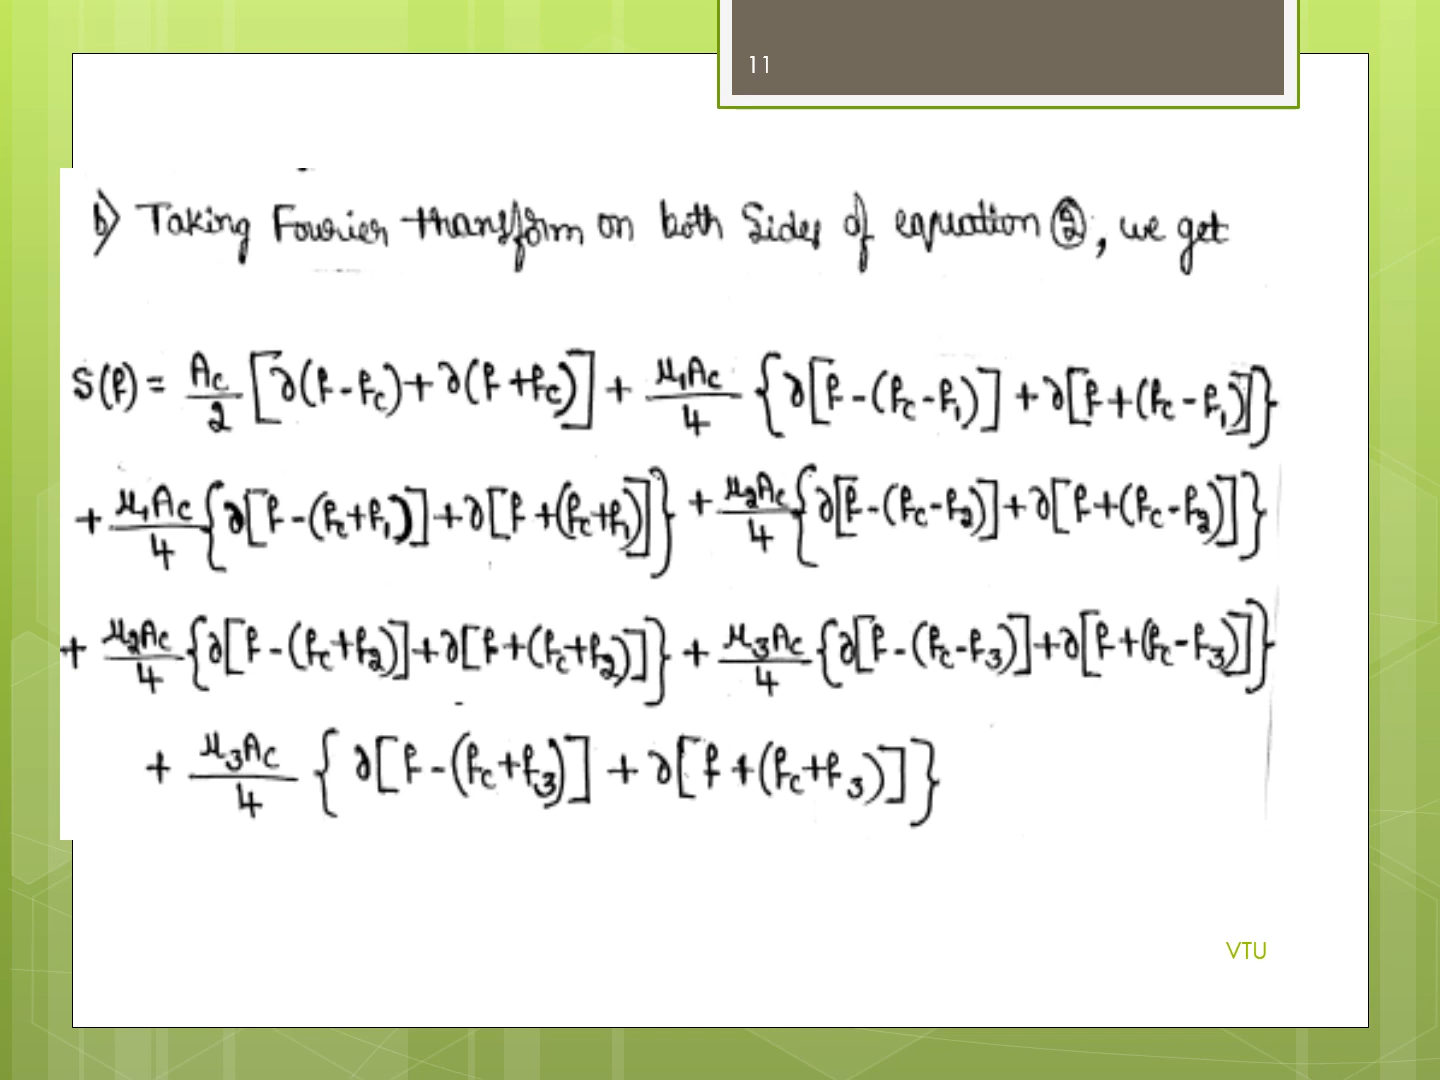 11
b) Taking Fourier transform on both Sides of equation ②, we get
S(f) = Ac/2 [∂(f - fc) + ∂(f + fc)] + μ1Ac/4 {∂[f - (fc - f1)] + ∂[f + (fc - f1)]}
+ μ1Ac/4 {∂[f - (fc + f1)] + ∂[f + (fc + f1)]} + μ2Ac/4 {∂[f - (fc - f2)] + ∂[f + (fc - f2)]}
+ μ2Ac/4 {∂[f - (fc + f2)] + ∂[f + (fc + f2)]} + μ3Ac/4 {∂[f - (fc - f3)] + ∂[f + (fc - f3)]}
+ μ3Ac/4 {∂[f - (fc + f3)] + ∂[f + (fc + f3)]}
VTU